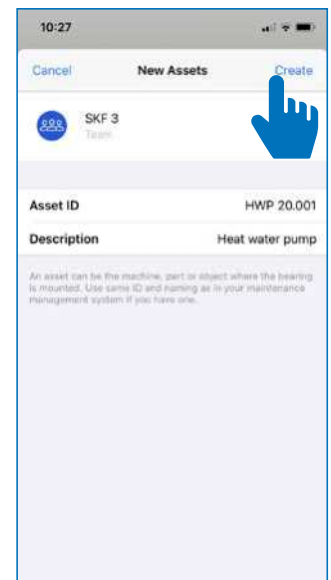 10:27
Cancel New Assets Create
SKF 3
Team
Asset ID HWP 20.001
Description Heat water pump
An asset can be the machine, part or object where the bearing
is mounted. Use same ID and naming as in your maintenance
management system if you have one.